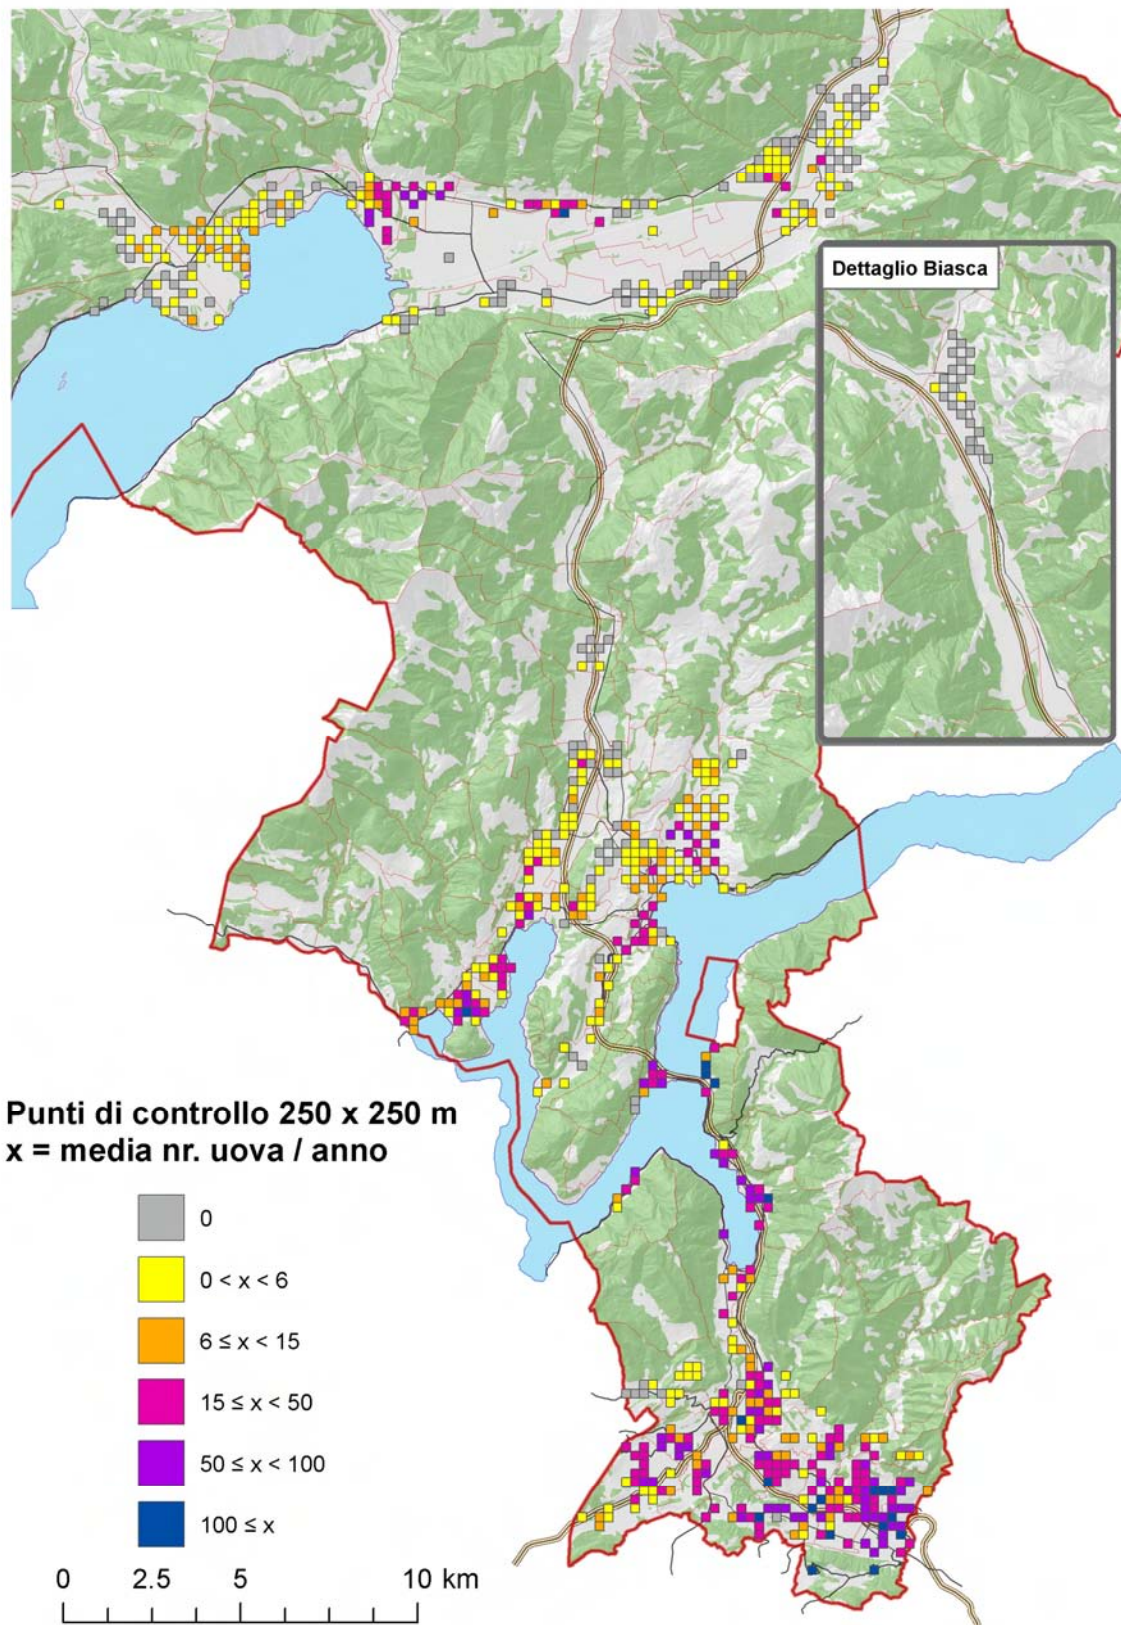 Dettaglio Biasca
Punti di controllo 250 x 250 m
x = media nr. uova / anno
0
0 < x < 6
6 ≤ x < 15
15 ≤ x < 50
50 ≤ x < 100
100 ≤ x
0 2.5 5 10 km